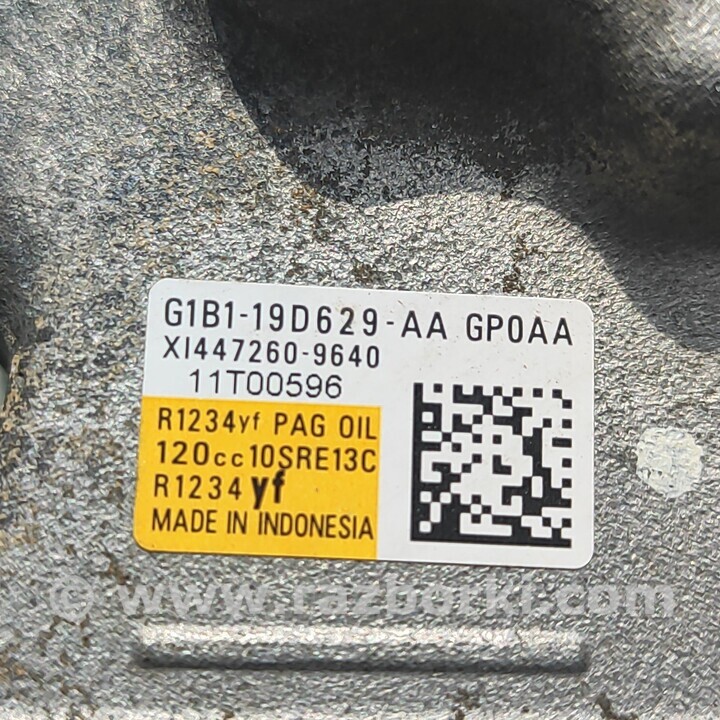 G1B1-19D629-AA GP0AA
XI447260-9640
11T00596
R1234yf PAG OIL
120cc10SRE13C
R1234yf
MADE IN INDONESIA
© www.razborki.com